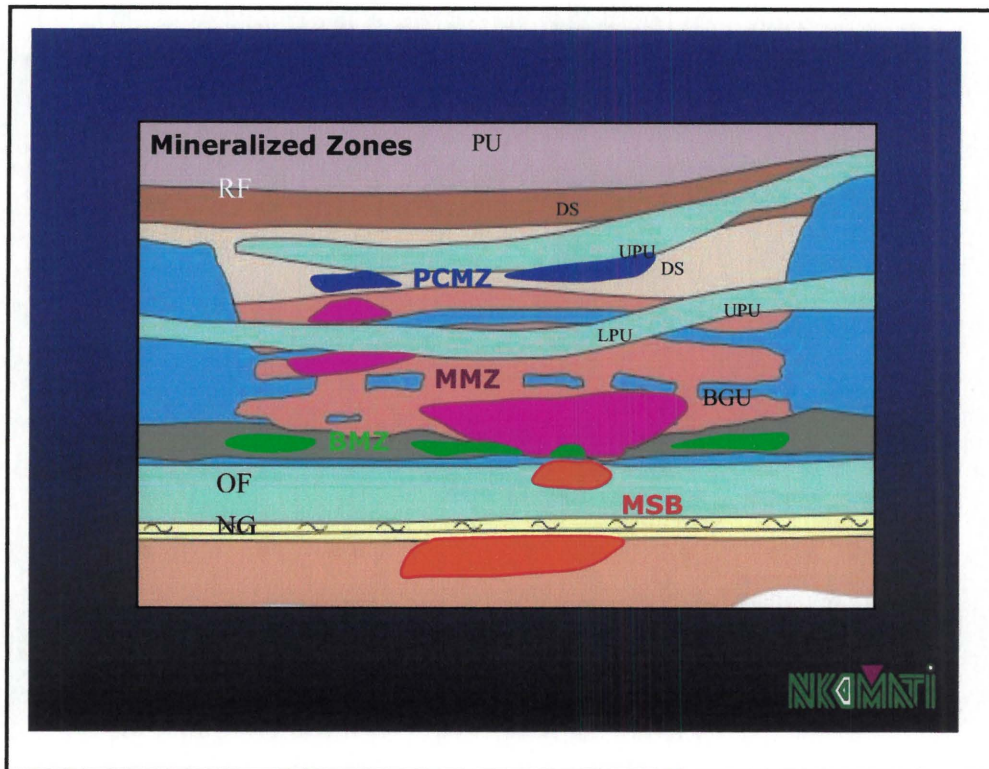 Mineralized Zones
PU
RF
DS
UPU
DS
PCMZ
UPU
LPU
MMZ
BGU
BMZ
OF
MSB
NG
NKOMATI